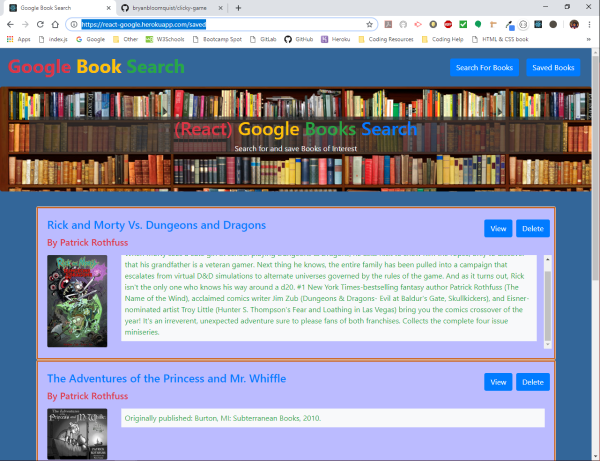 Google Book Search
bryanbloomquist/clicky-game
https://react-google.herokuapp.com/saved
Apps
index.js
Google
Other
W3Schools
Bootcamp Spot
GitLab
GitHub
Heroku
Coding Resources
Coding Help
HTML & CSS book
Google Book Search
Search For Books
Saved Books
(React) Google Books Search
Search for and save Books of Interest
Rick and Morty Vs. Dungeons and Dragons
View
Delete
By Patrick Rothfuss
that his grandfather is a veteran gamer. Next thing he knows, the entire family has been pulled into a campaign that
escalates from virtual D&D simulations to alternate universes governed by the rules of the game. And as it turns out, Rick
isn't the only one who knows his way around a d20. #1 New York Times-bestselling fantasy author Patrick Rothfuss (The
Name of the Wind), acclaimed comics writer Jim Zub (Dungeons & Dragons- Evil at Baldur's Gate, Skullkickers), and Eisner-
nominated artist Troy Little (Hunter S. Thompson's Fear and Loathing in Las Vegas) bring you the comics crossover of the
year! It's an irreverent, unexpected adventure sure to please fans of both franchises. Collects the complete four issue
miniseries.
The Adventures of the Princess and Mr. Whiffle
View
Delete
By Patrick Rothfuss
Originally published: Burton, MI: Subterranean Books, 2010.